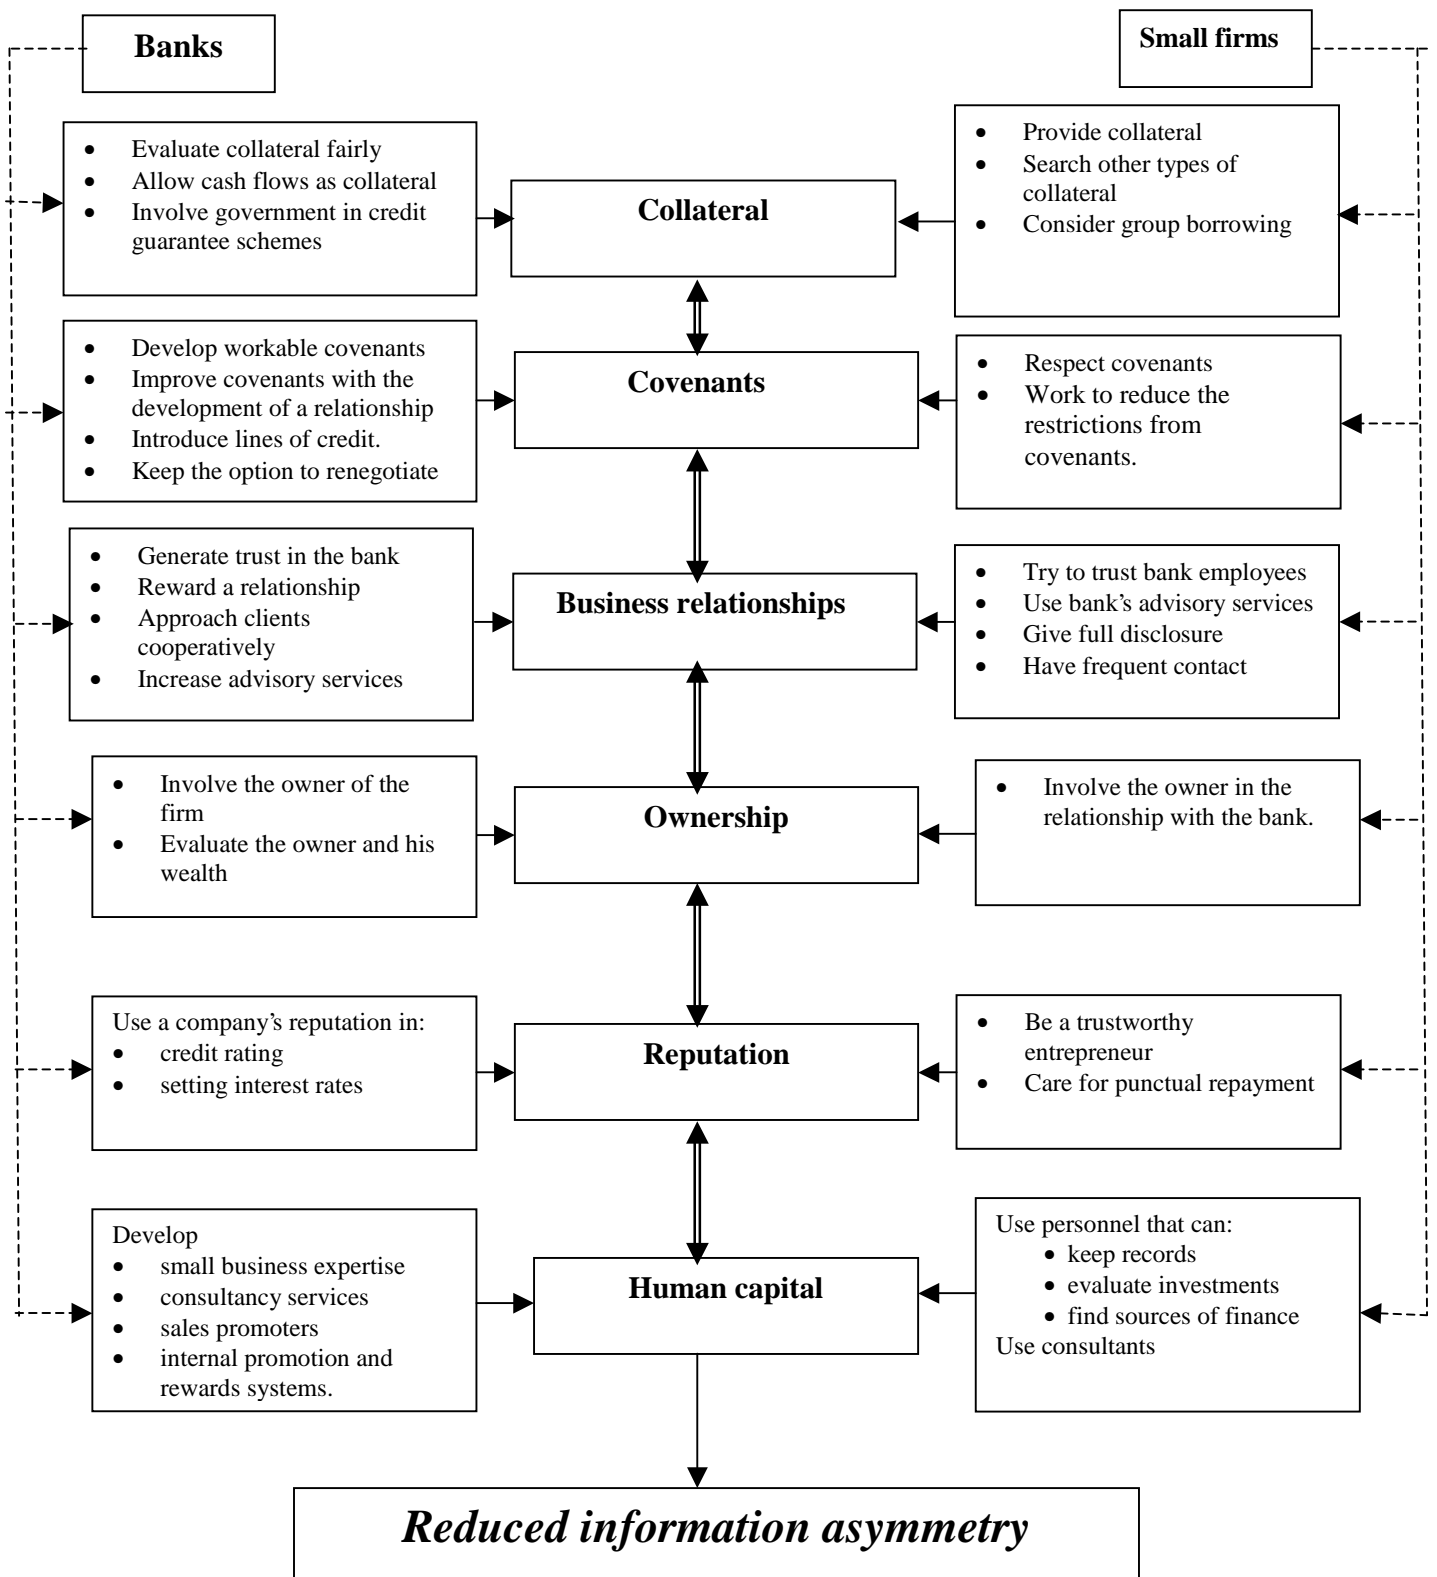 Banks
Small firms
• Evaluate collateral fairly
• Allow cash flows as collateral
• Involve government in credit
guarantee schemes
Collateral
• Provide collateral
• Search other types of
collateral
• Consider group borrowing
• Develop workable covenants
• Improve covenants with the
development of a relationship
• Introduce lines of credit.
• Keep the option to renegotiate
Covenants
• Respect covenants
• Work to reduce the
restrictions from
covenants.
• Generate trust in the bank
• Reward a relationship
• Approach clients
cooperatively
• Increase advisory services
Business relationships
• Try to trust bank employees
• Use bank’s advisory services
• Give full disclosure
• Have frequent contact
• Involve the owner of the
firm
• Evaluate the owner and his
wealth
Ownership
• Involve the owner in the
relationship with the bank.
Use a company’s reputation in:
• credit rating
• setting interest rates
Reputation
• Be a trustworthy
entrepreneur
• Care for punctual repayment
Develop
• small business expertise
• consultancy services
• sales promoters
• internal promotion and
rewards systems.
Human capital
Use personnel that can:
• keep records
• evaluate investments
• find sources of finance
Use consultants
Reduced information asymmetry